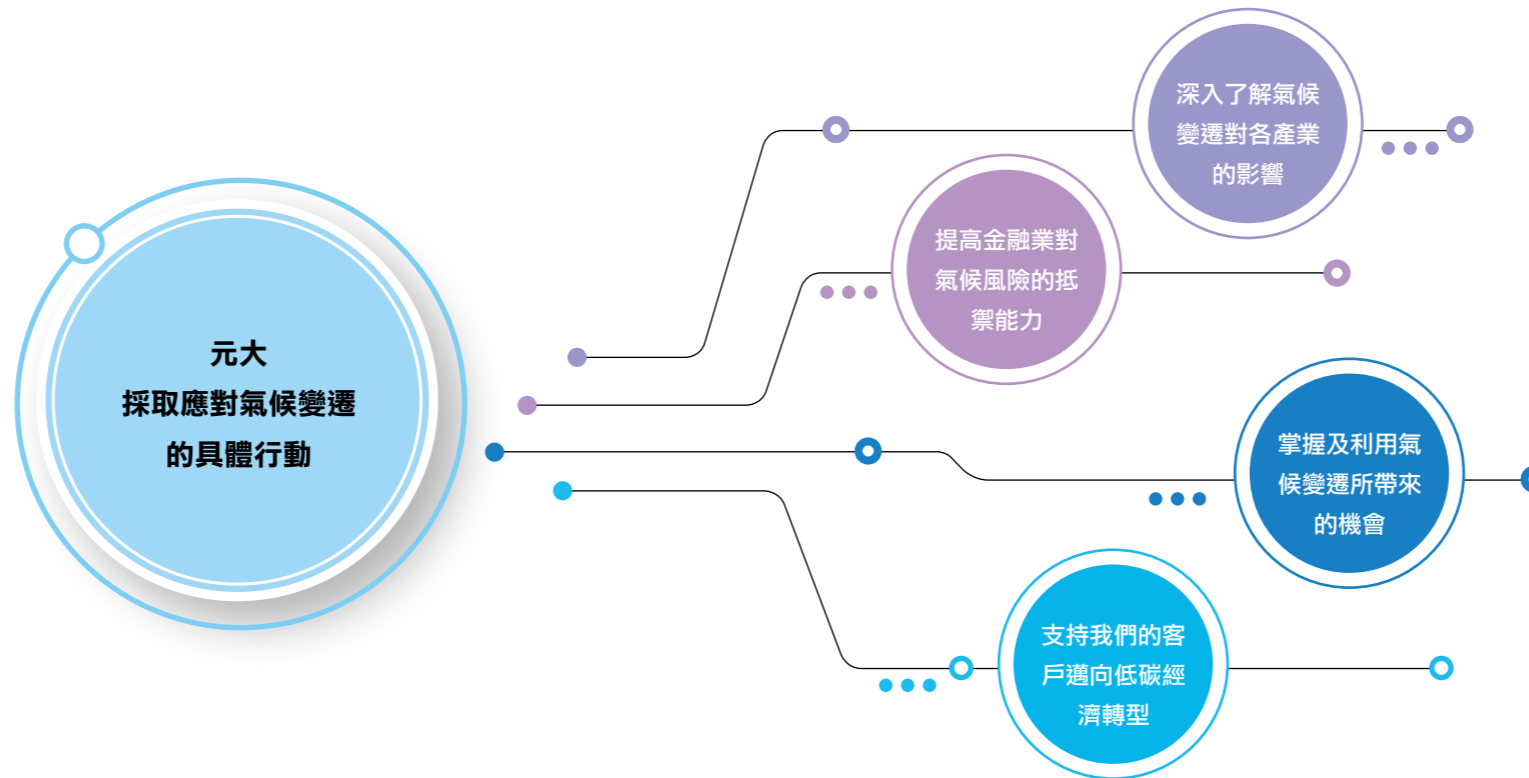 元大
採取應對氣候變遷
的具體行動
深入了解氣候
變遷對各產業
的影響
提高金融業對
氣候風險的抵
禦能力
掌握及利用氣
候變遷所帶來
的機會
支持我們的客
戶邁向低碳經
濟轉型